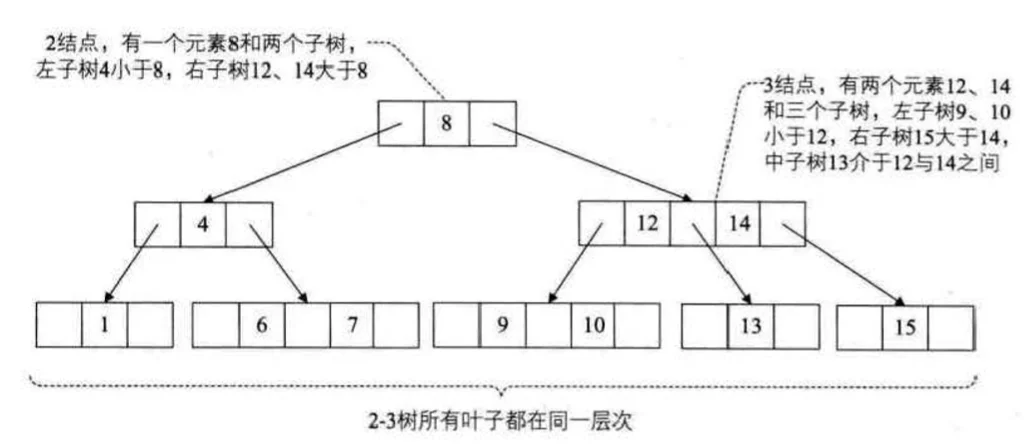 2结点，有一个元素8和两个子树，
左子树4小于8，右子树12、14大于8
3结点，有两个元素12、14
和三个子树，左子树9、10
小于12，右子树15大于14，
中子树13介于12与14之间
8
4
12 14
1
6 7
9 10
13
15
2-3树所有叶子都在同一层次